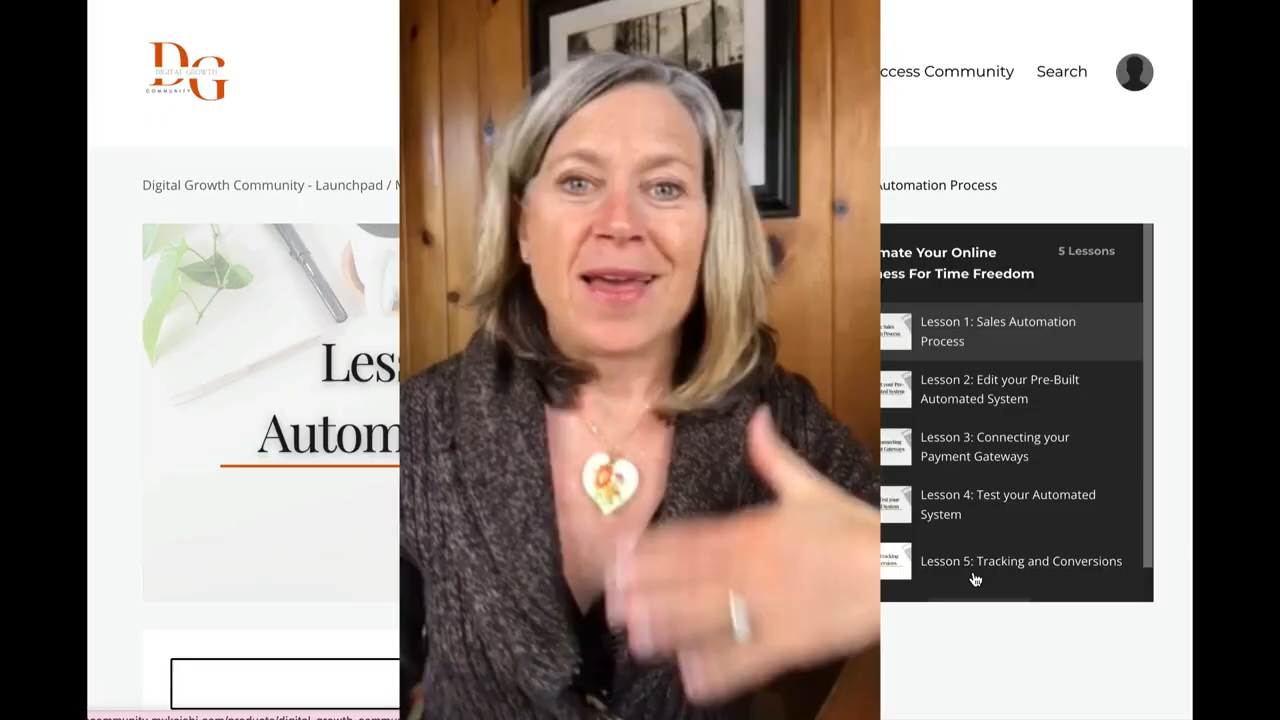 DG
DIGITAL GROWTH
COMMUNITY
ccess Community
Search
Digital Growth Community - Launchpad /
Automation Process
Less
Autom
mate Your Online
5 Lessons
ess For Time Freedom
Lesson 1: Sales Automation
Process
Lesson 2: Edit your Pre-Built
Automated System
Lesson 3: Connecting your
Payment Gateways
Lesson 4: Test your Automated
System
Lesson 5: Tracking and Conversions